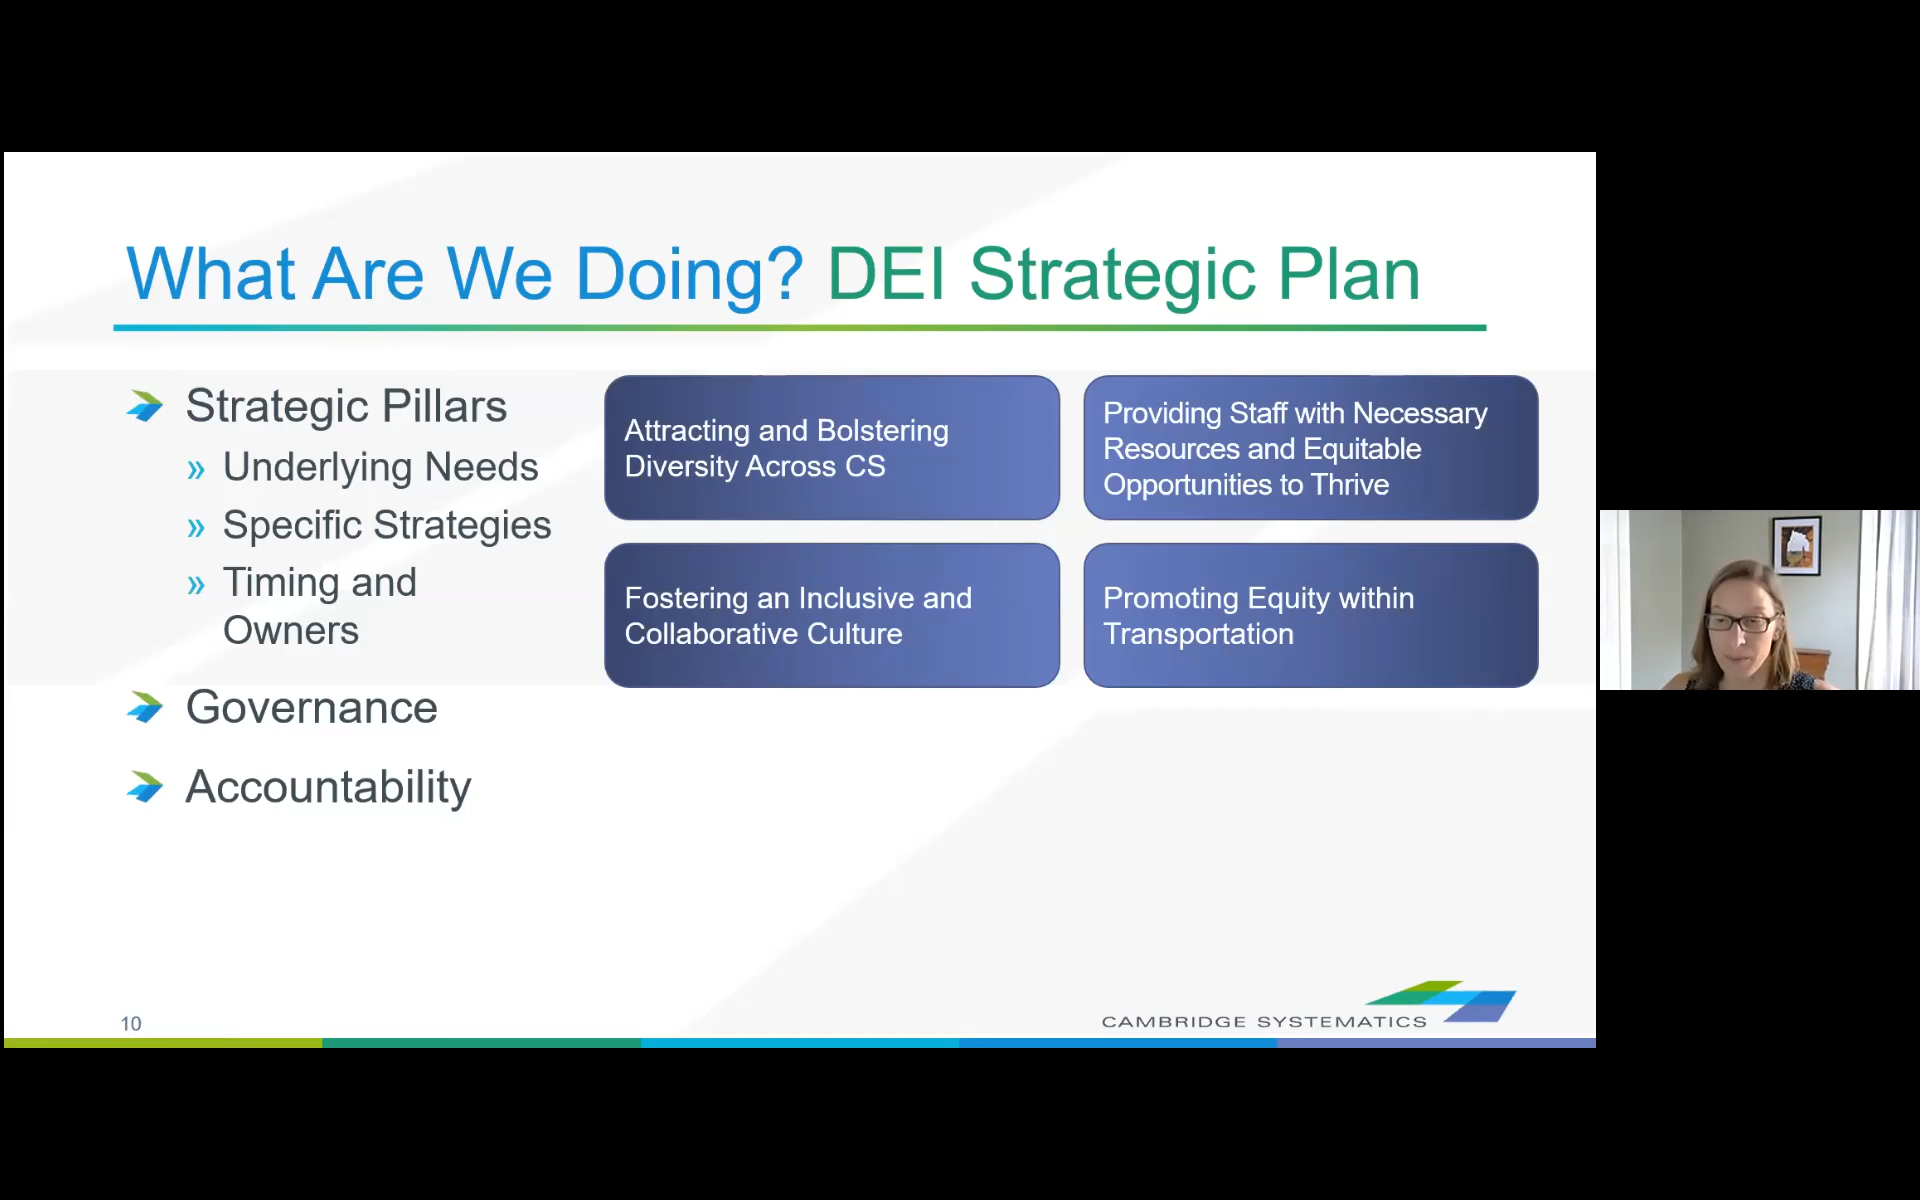 What Are We Doing? DEI Strategic Plan
Strategic Pillars
» Underlying Needs
» Specific Strategies
» Timing and
Owners
Governance
Accountability
Attracting and Bolstering
Diversity Across CS
Providing Staff with Necessary
Resources and Equitable
Opportunities to Thrive
Fostering an Inclusive and
Collaborative Culture
Promoting Equity within
Transportation
10
CAMBRIDGE SYSTEMATICS